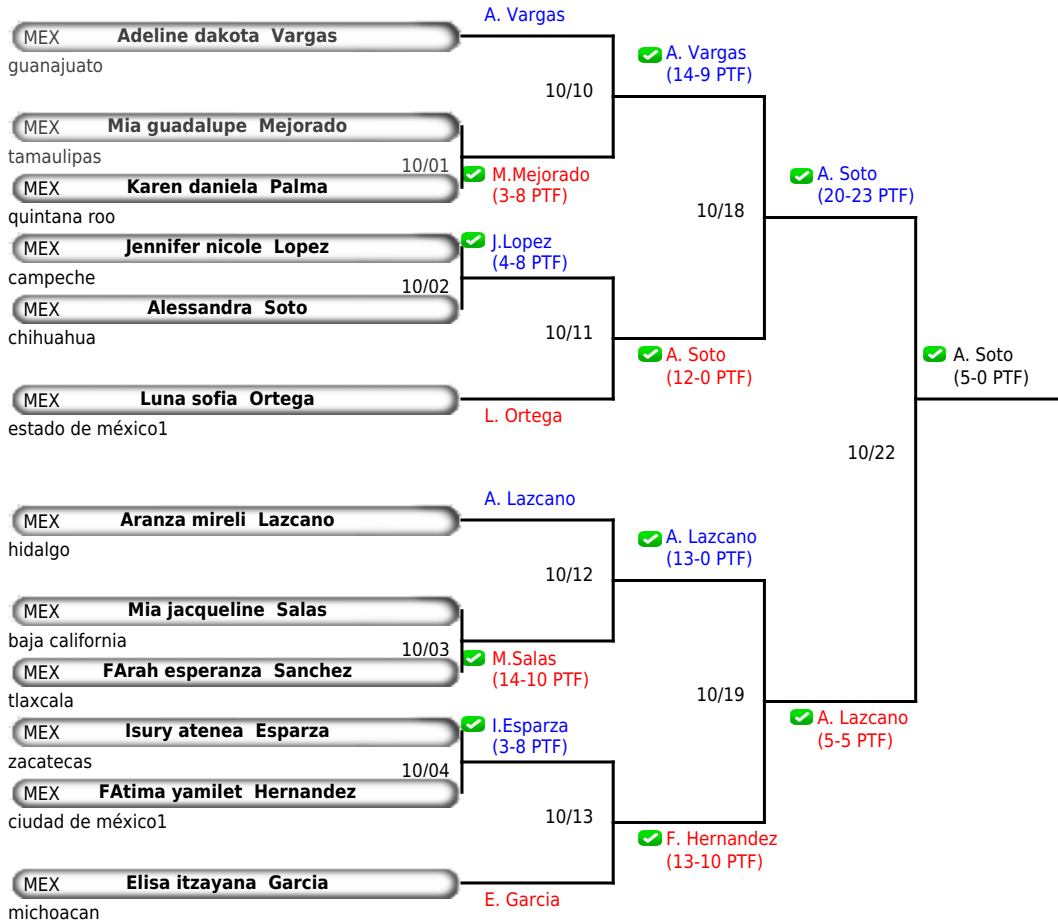 A. Vargas
MEX Adeline dakota Vargas
guanajuato
A. Vargas
(14-9 PTF)
10/10
MEX Mia guadalupe Mejorado
tamaulipas
10/01
M.Mejorado
(3-8 PTF)
MEX Karen daniela Palma
quintana roo
A. Soto
(20-23 PTF)
10/18
MEX Jennifer nicole Lopez
campeche
J.Lopez
(4-8 PTF)
10/02
MEX Alessandra Soto
chihuahua
10/11
A. Soto
(12-0 PTF)
A. Soto
(5-0 PTF)
MEX Luna sofia Ortega
estado de méxico1
L. Ortega
10/22
A. Lazcano
MEX Aranza mireli Lazcano
hidalgo
A. Lazcano
(13-0 PTF)
10/12
MEX Mia jacqueline Salas
baja california
10/03
M.Salas
(14-10 PTF)
MEX FArah esperanza Sanchez
tlaxcala
10/19
A. Lazcano
(5-5 PTF)
MEX Isury atenea Esparza
zacatecas
I.Esparza
(3-8 PTF)
10/04
MEX FAtima yamilet Hernandez
ciudad de méxico1
10/13
F. Hernandez
(13-10 PTF)
MEX Elisa itzayana Garcia
michoacan
E. Garcia